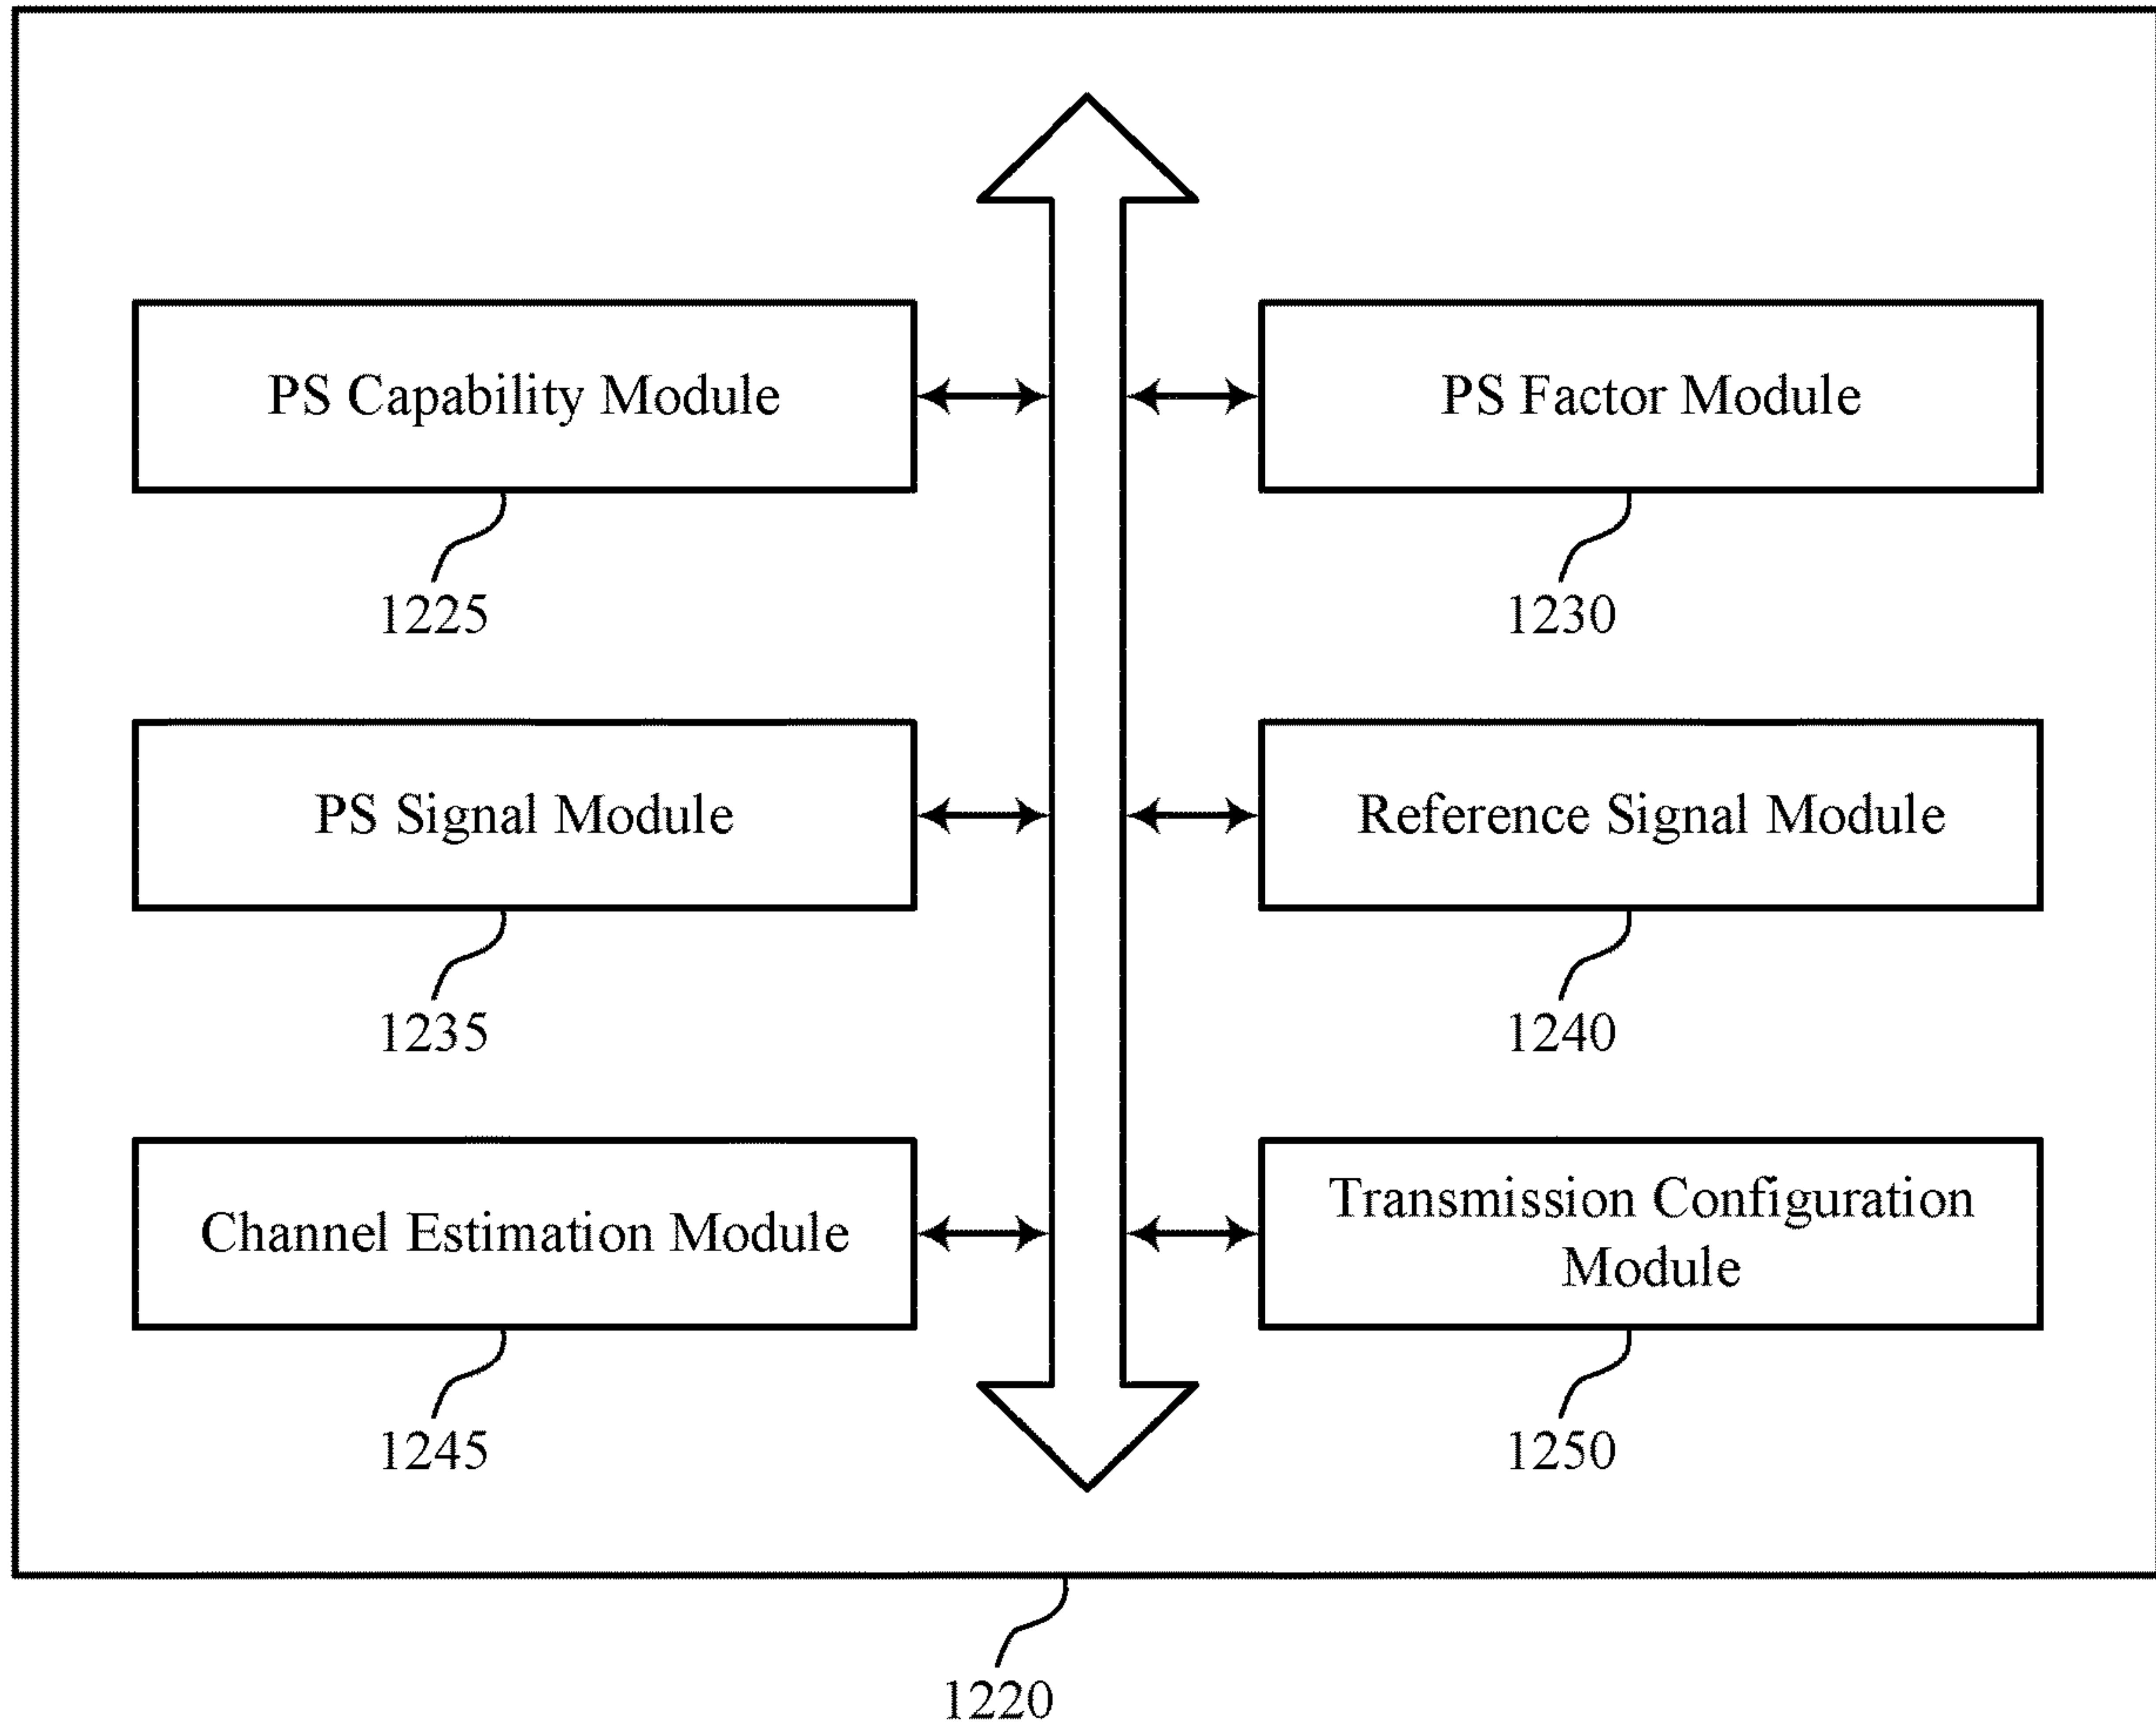 PS Capability Module
PS Factor Module
1225
1230
PS Signal Module
Reference Signal Module
1235
1240
Channel Estimation Module
Transmission Configuration
Module
1245
1250
1220